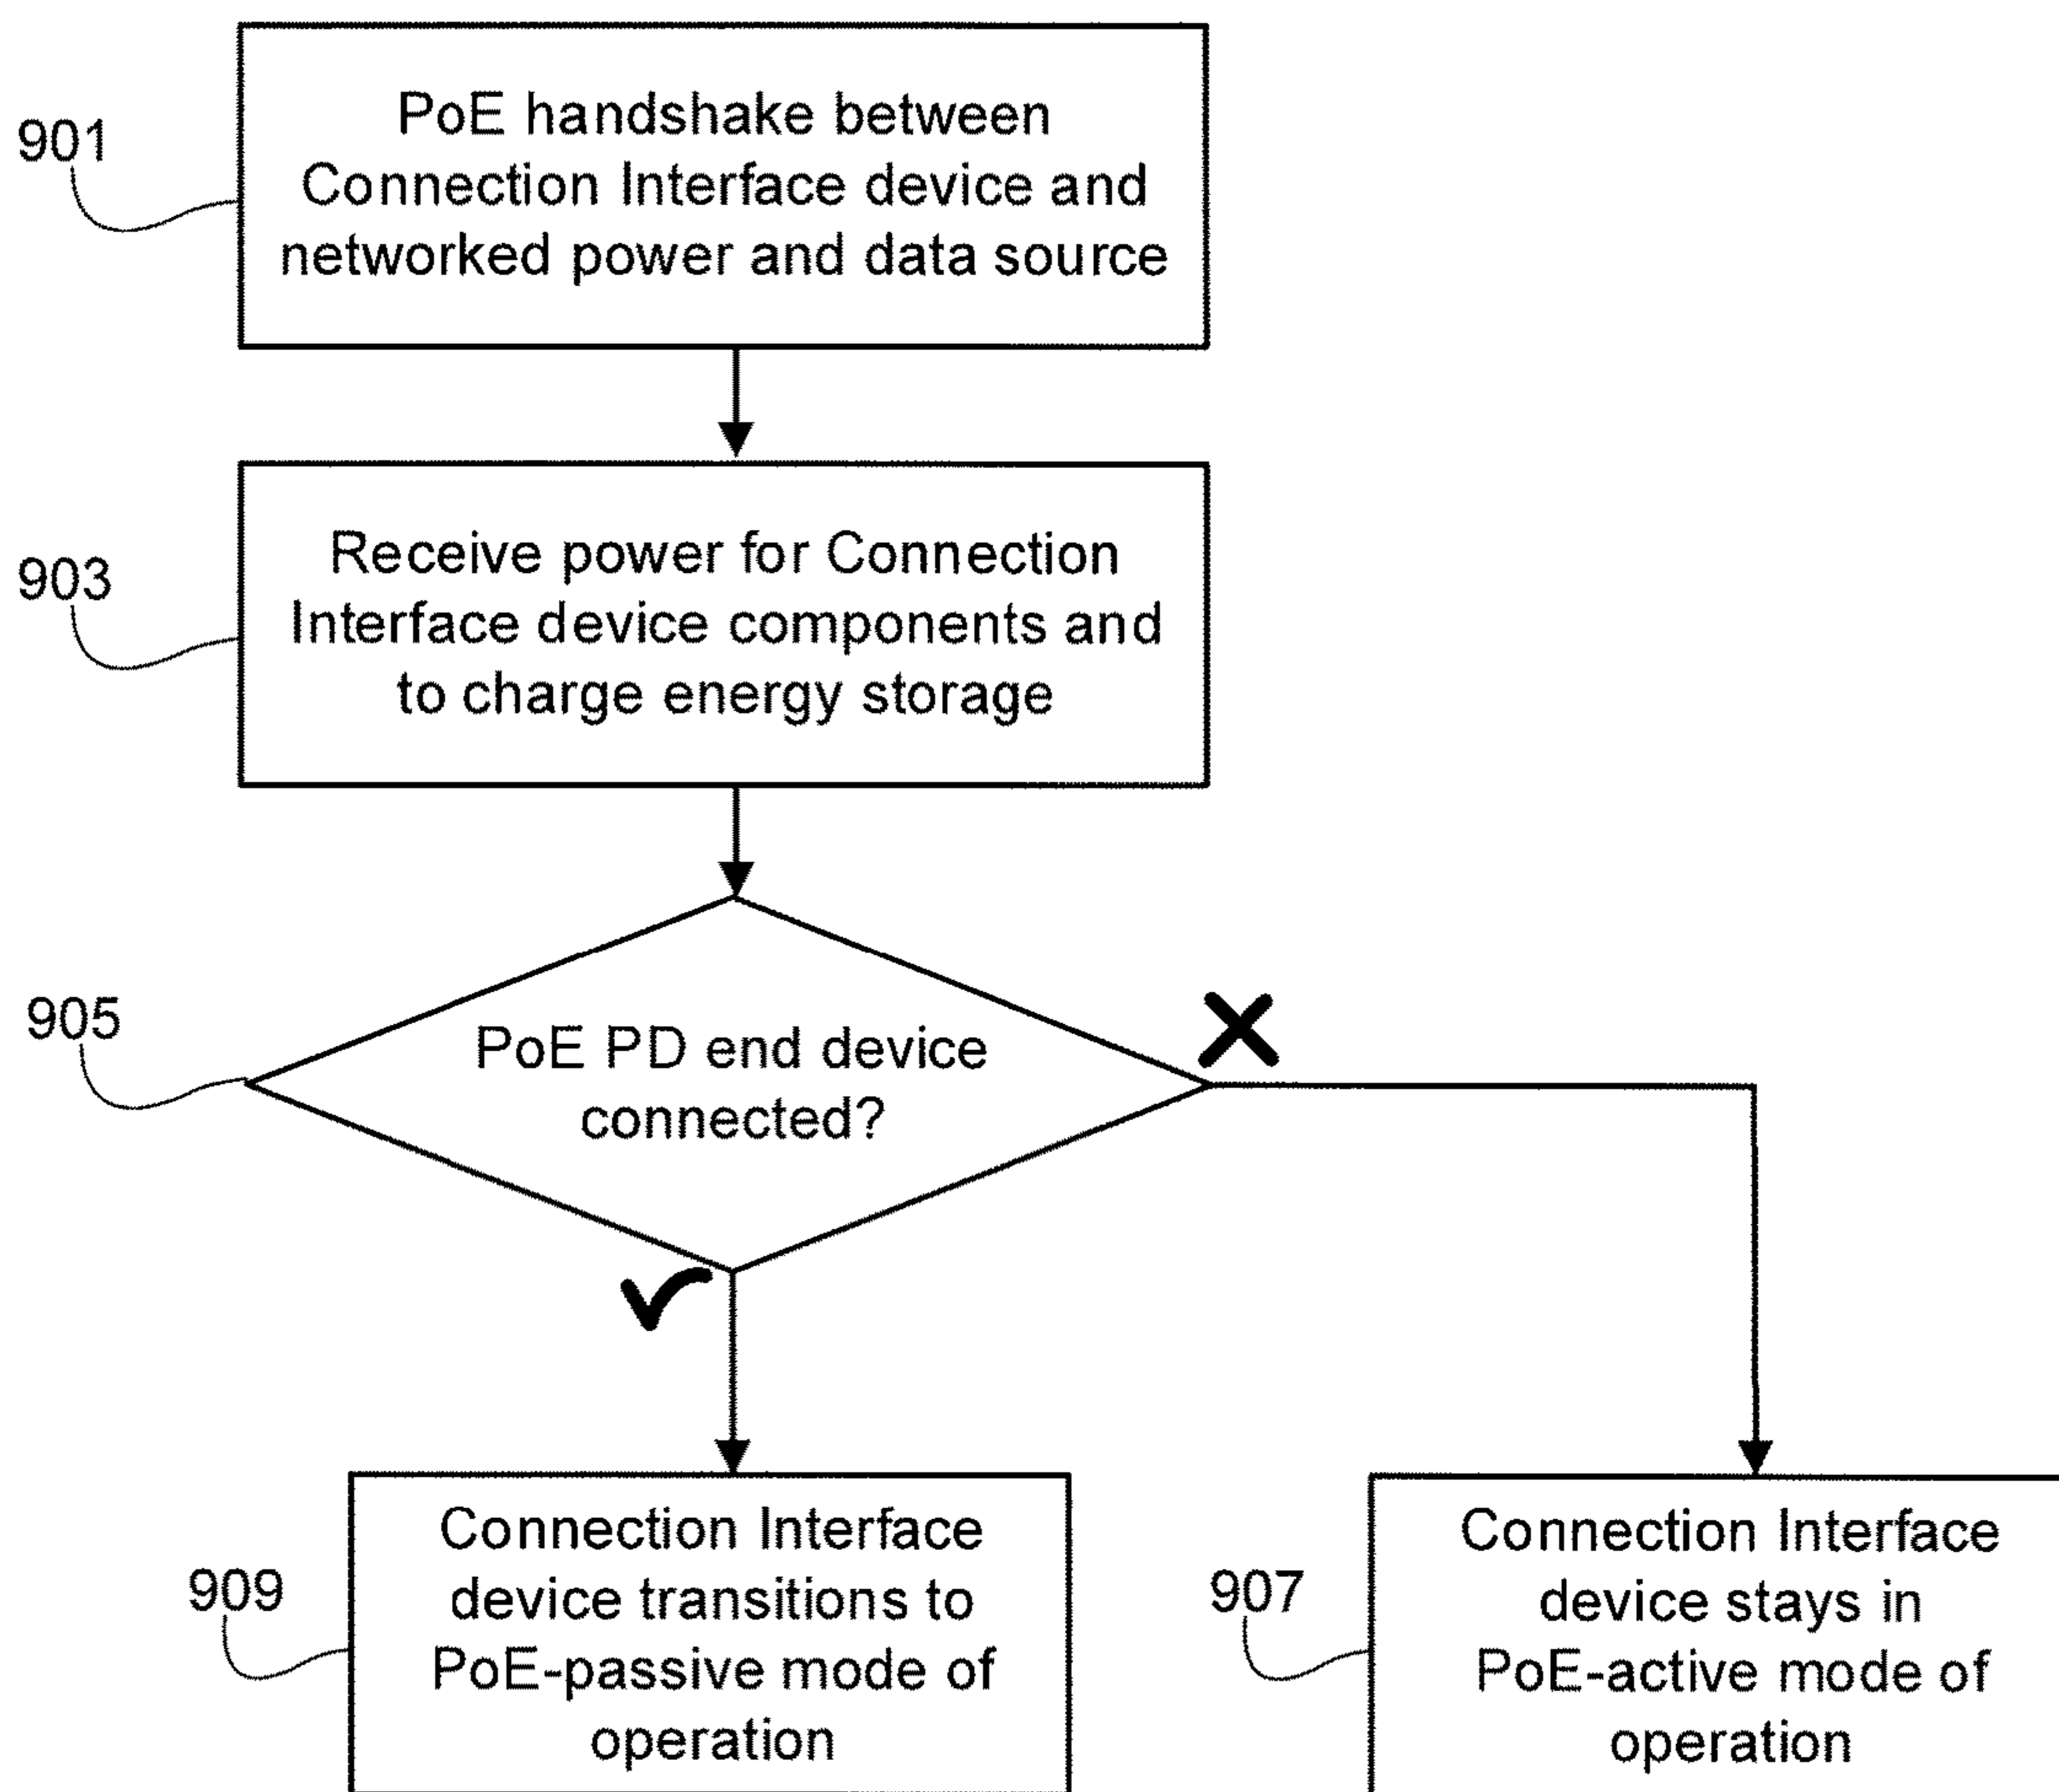 901
PoE handshake between
Connection Interface device and
networked power and data source
903
Receive power for Connection
Interface device components and
to charge energy storage
905
PoE PD end device
connected?
909
Connection Interface
device transitions to
PoE-passive mode of
operation
907
Connection Interface
device stays in
PoE-active mode of
operation